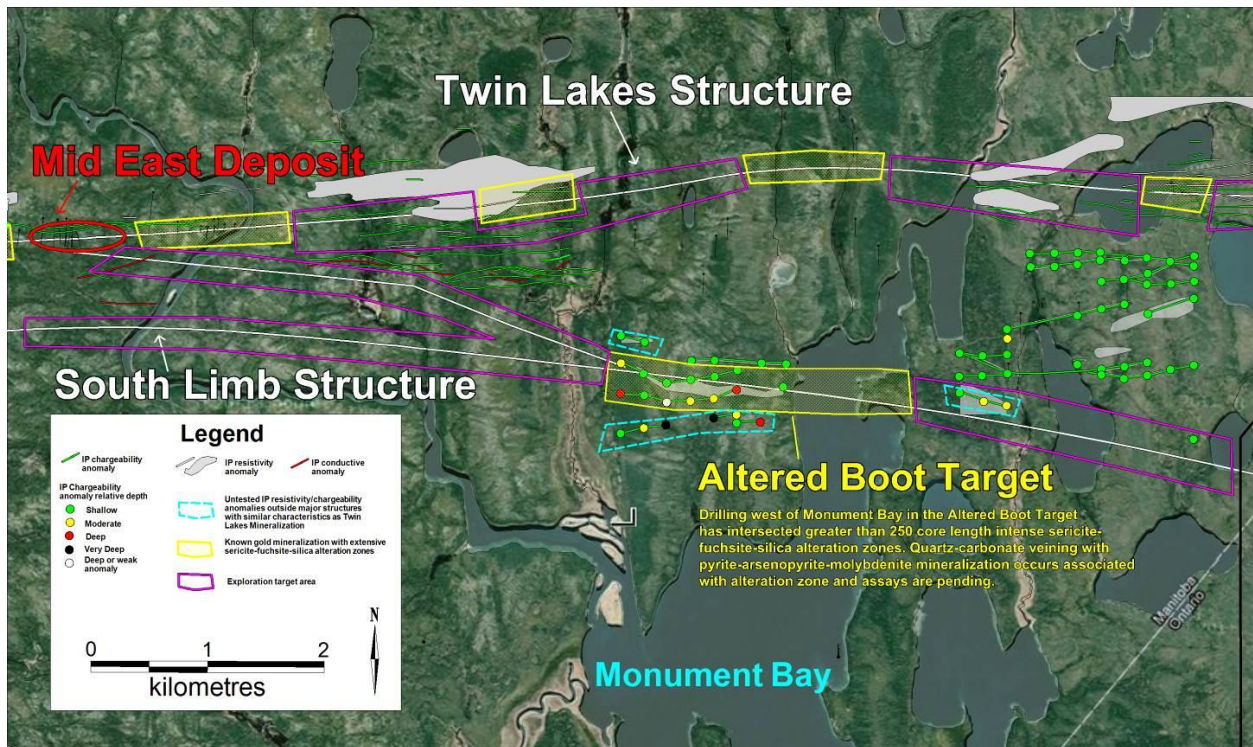 Twin Lakes Structure
Mid East Deposit
South Limb Structure
Legend
IP chargeability
anomaly
IP resistivity
anomaly
IP conductive
anomaly
IP Chargeability
anomaly relative depth
Shallow
Moderate
Deep
Very Deep
Deep or weak
anomaly
Untested IP resistivity/chargeability
anomalies outside major structures
with similar characteristics as Twin
Lakes Mineralization
Known gold mineralization with extensive
sericite-fuchsite-silica alteration zones
Exploration target area
N
0 1 2
kilometres
Altered Boot Target
Drilling west of Monument Bay in the Altered Boot Target
has intersected greater than 250 core length intense sericite-
fuchsite-silica alteration zones. Quartz-carbonate veining with
pyrite-arsenopyrite-molybdenite mineralization occurs associated
with alteration zone and assays are pending.
Manitoba
Ontario
Monument Bay